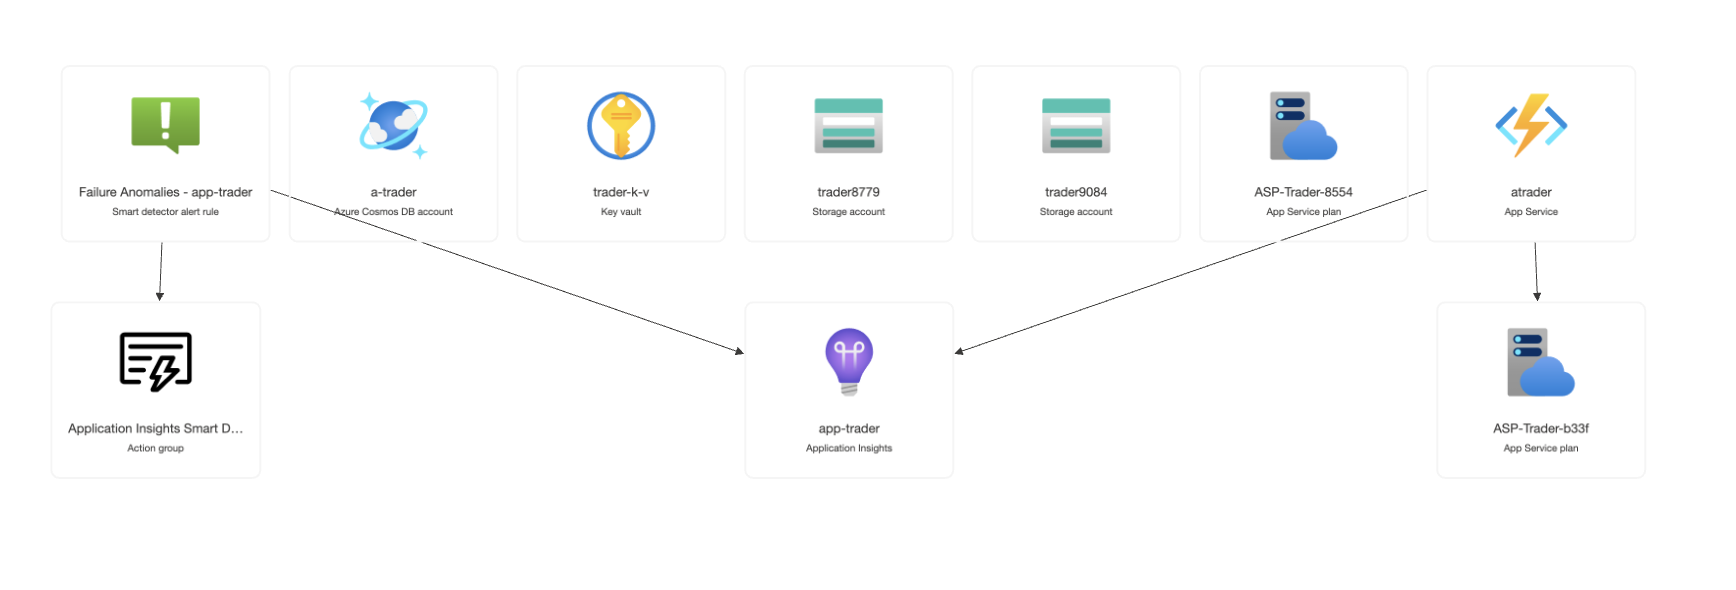 Failure Anomalies - app-trader
Smart detector alert rule
a-trader
Azure Cosmos DB account
trader-k-v
Key vault
trader8779
Storage account
trader9084
Storage account
ASP-Trader-8554
App Service plan
atrader
App Service
Application Insights Smart D...
Action group
app-trader
Application Insights
ASP-Trader-b33f
App Service plan